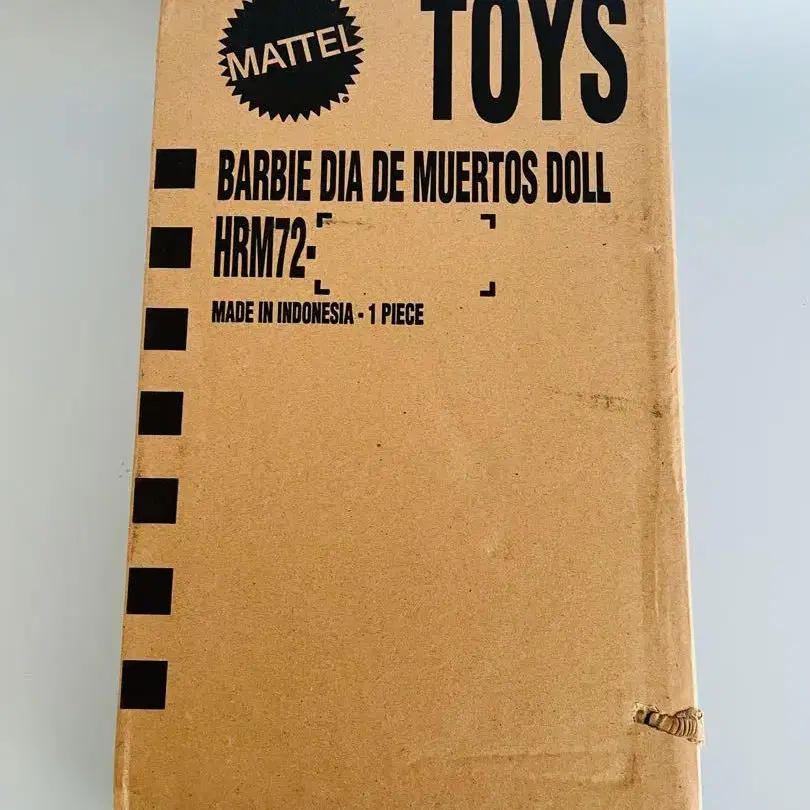 MATTEL
TOYS
BARBIE DIA DE MUERTOS DOLL
HRM72-
MADE IN INDONESIA - 1 PIECE